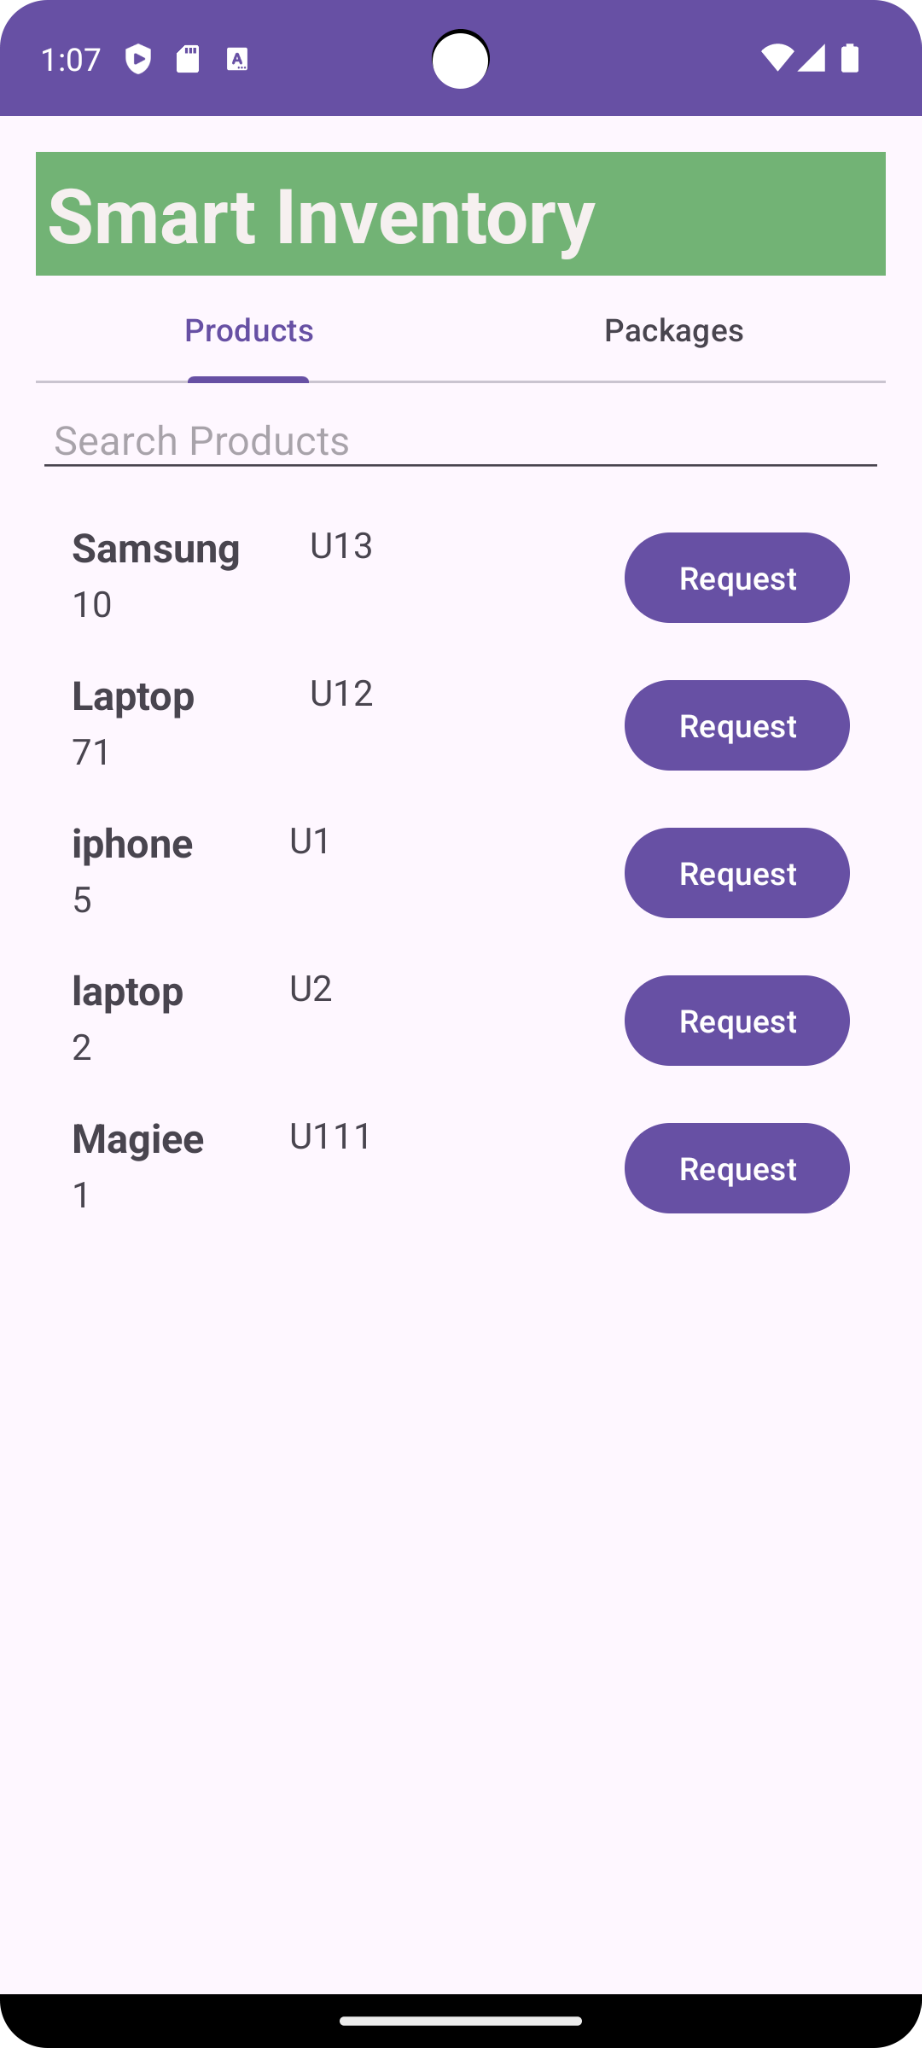 1:07
Smart Inventory
Products Packages
Search Products
Samsung U13
10
Request
Laptop U12
71
Request
iphone U1
5
Request
laptop U2
2
Request
Magiee U111
1
Request